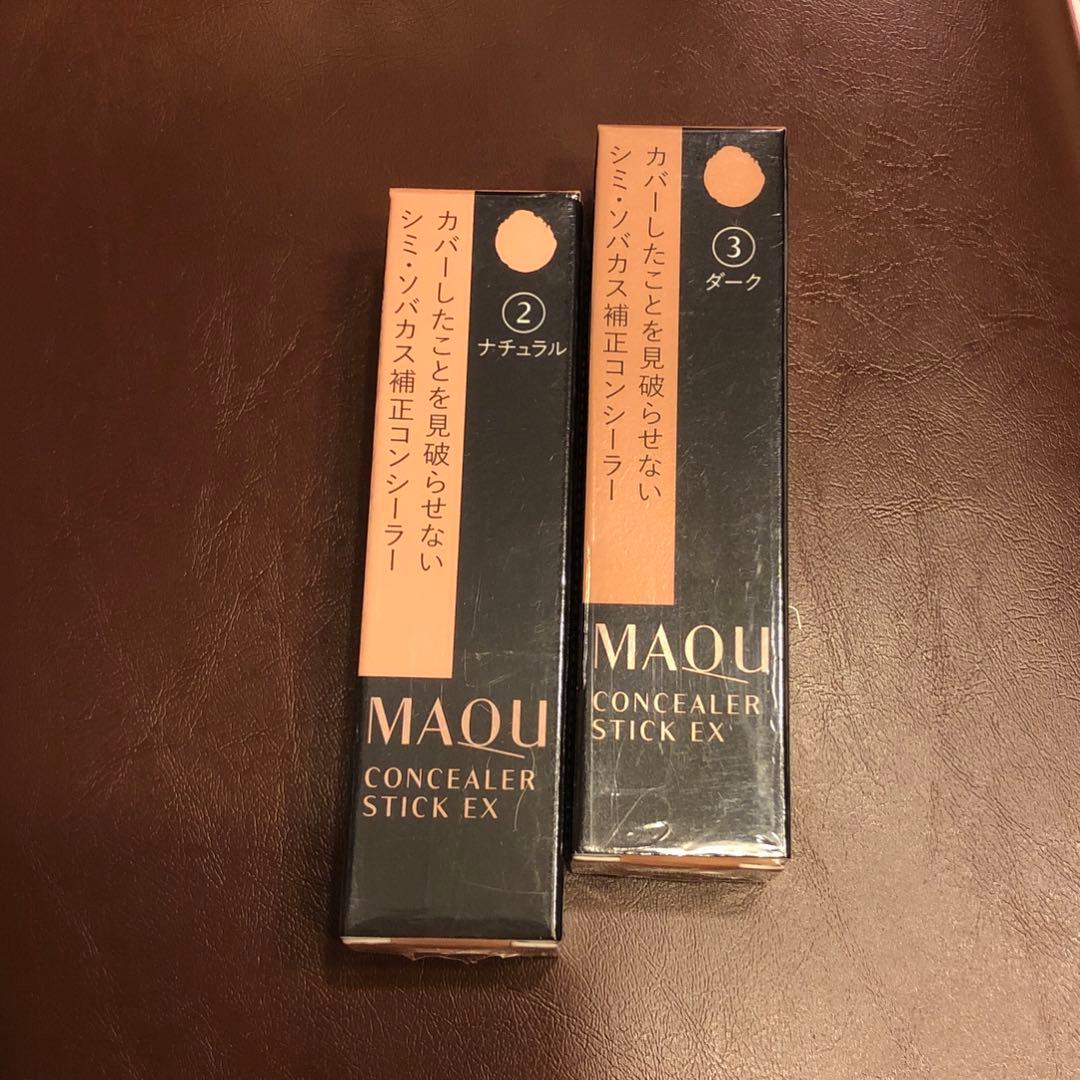 カバーしたことを見破らせない
シミ・ソバカス補正コンシーラー
②
ナチュラル
MAQU
CONCEALER
STICK EX
カバーしたことを見破らせない
シミ・ソバカス補正コンシーラー
③
ダーク
MAQU
CONCEALER
STICK EX